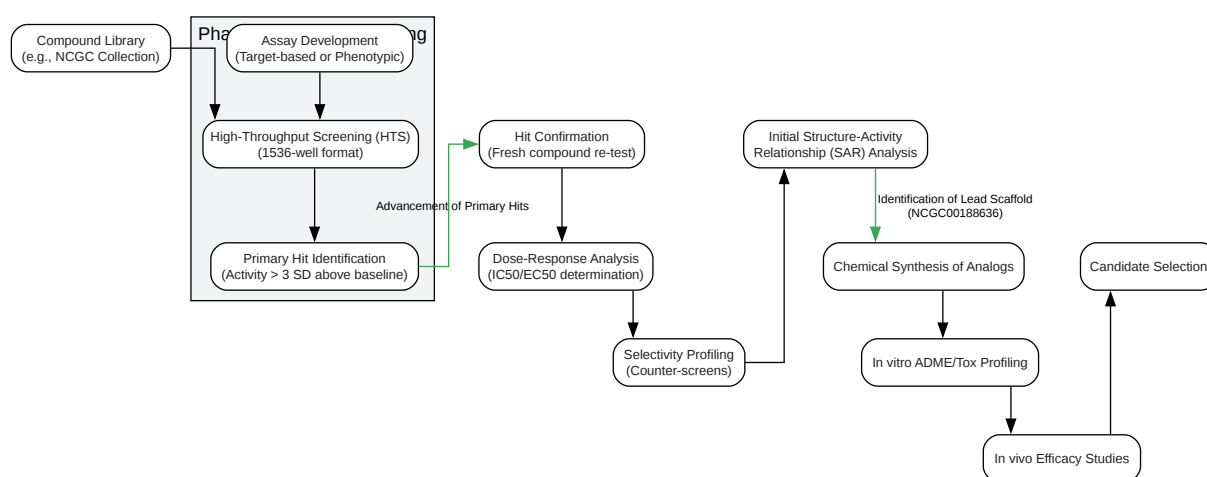 Compound Library
(e.g., NCGC Collection)
Assay Development
(Target-based or Phenotypic)
High-Throughput Screening (HTS)
(1536-well format)
Primary Hit Identification
(Activity > 3 SD above baseline)
Advancement of Primary Hits
Hit Confirmation
(Fresh compound re-test)
Dose-Response Analysis
(IC50/EC50 determination)
Selectivity Profiling
(Counter-screens)
Initial Structure-Activity
Relationship (SAR) Analysis
Identification of Lead Scaffold
(NCGC00188636)
Chemical Synthesis of Analogs
In vitro ADME/Tox Profiling
In vivo Efficacy Studies
Candidate Selection